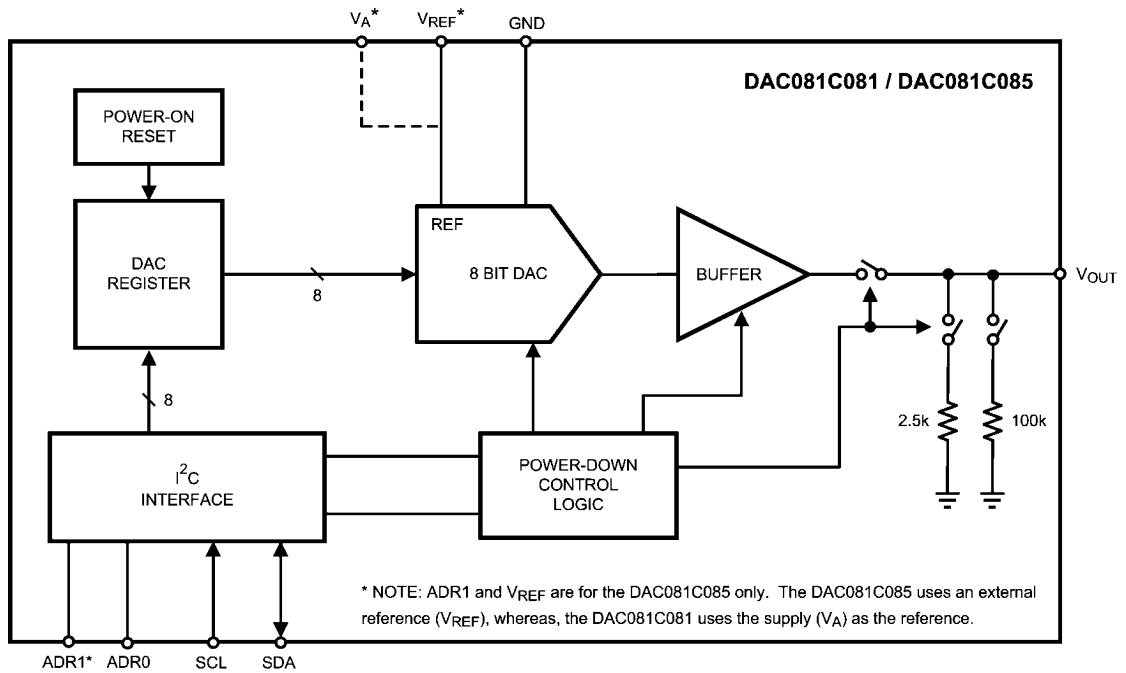 VA* VREF* GND
DAC081C081 / DAC081C085
POWER-ON
RESET
REF
DAC
REGISTER
8 BIT DAC
BUFFER
VOUT
8
8
2.5k
100k
I2C
INTERFACE
POWER-DOWN
CONTROL
LOGIC
* NOTE: ADR1 and VREF are for the DAC081C085 only. The DAC081C085 uses an external
reference (VREF), whereas, the DAC081C081 uses the supply (VA) as the reference.
ADR1* ADR0 SCL SDA